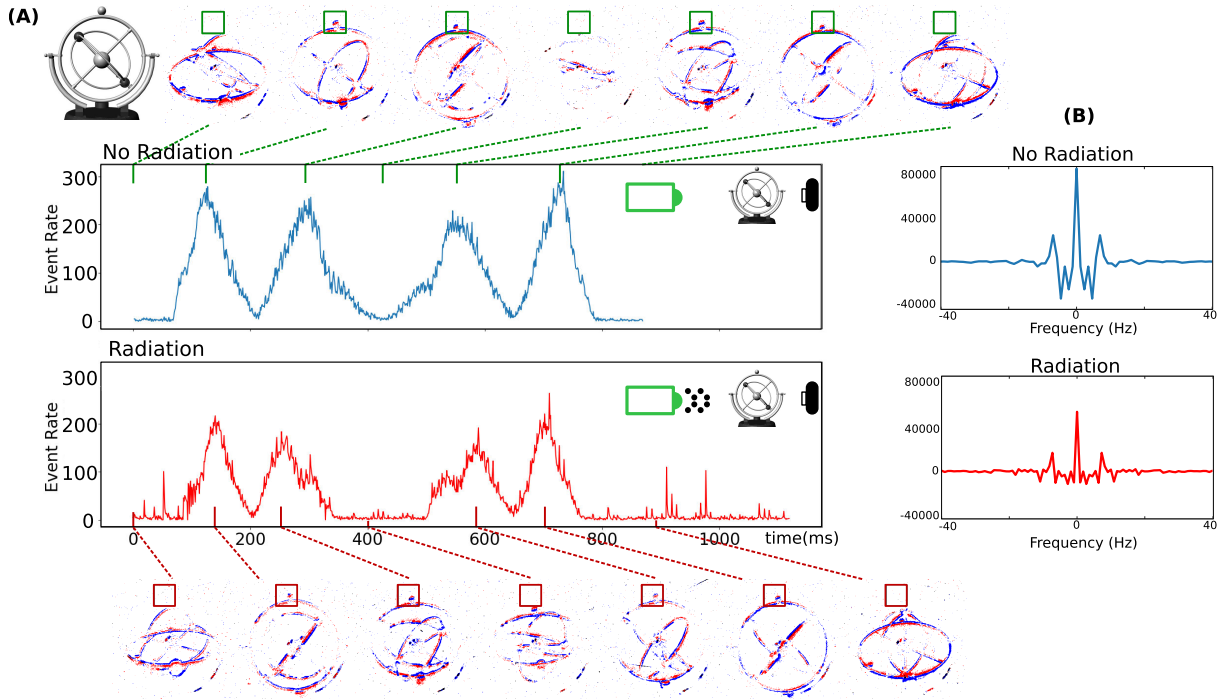 (A)
(B)
No Radiation
300
200
100
0
Event Rate
Radiation
300
200
100
0
Event Rate
0 200 400 600 800 1000
time(ms)
No Radiation
80000
40000
0
-40000
-40 0 40
Frequency (Hz)
Radiation
80000
40000
0
-40000
-40 0 40
Frequency (Hz)